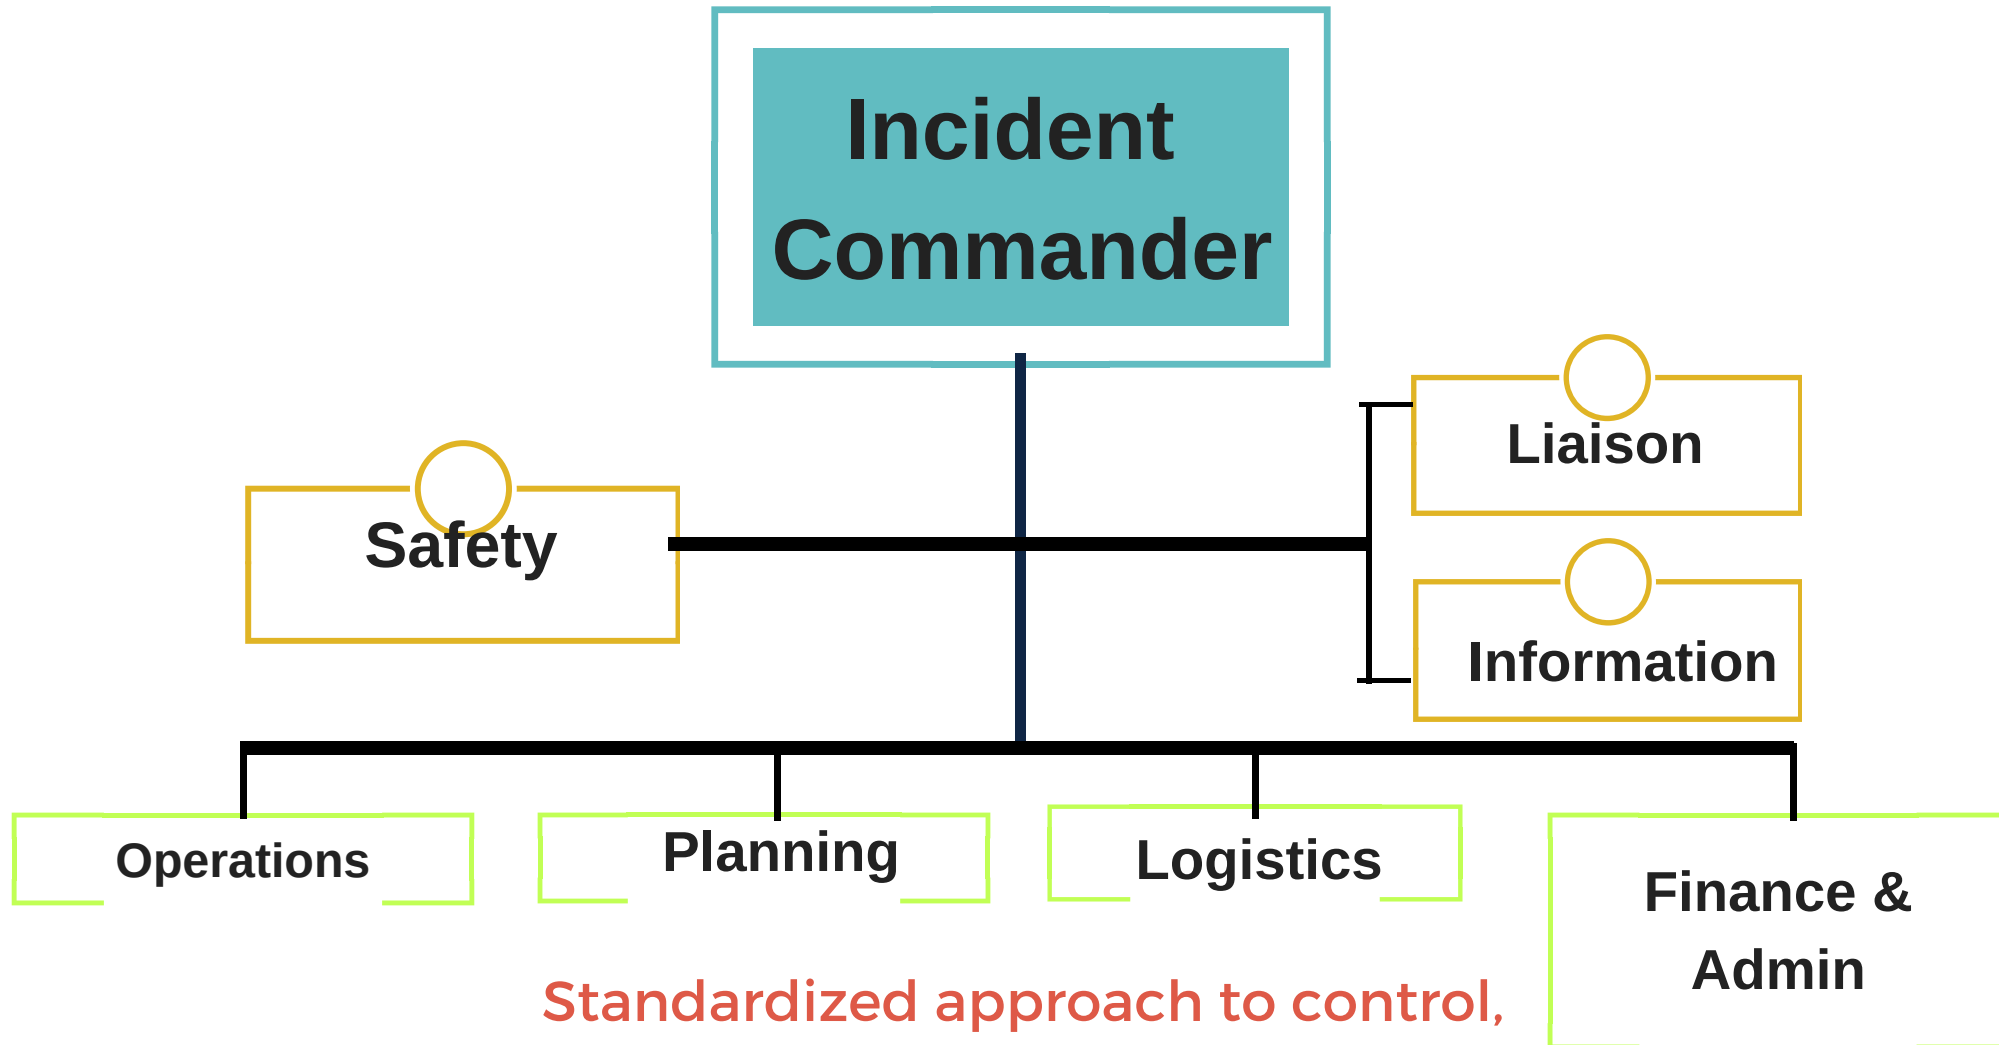 Incident
Commander
Liaison
Safety
Information
Operations
Planning
Logistics
Finance &
Admin
Standardized approach to control,